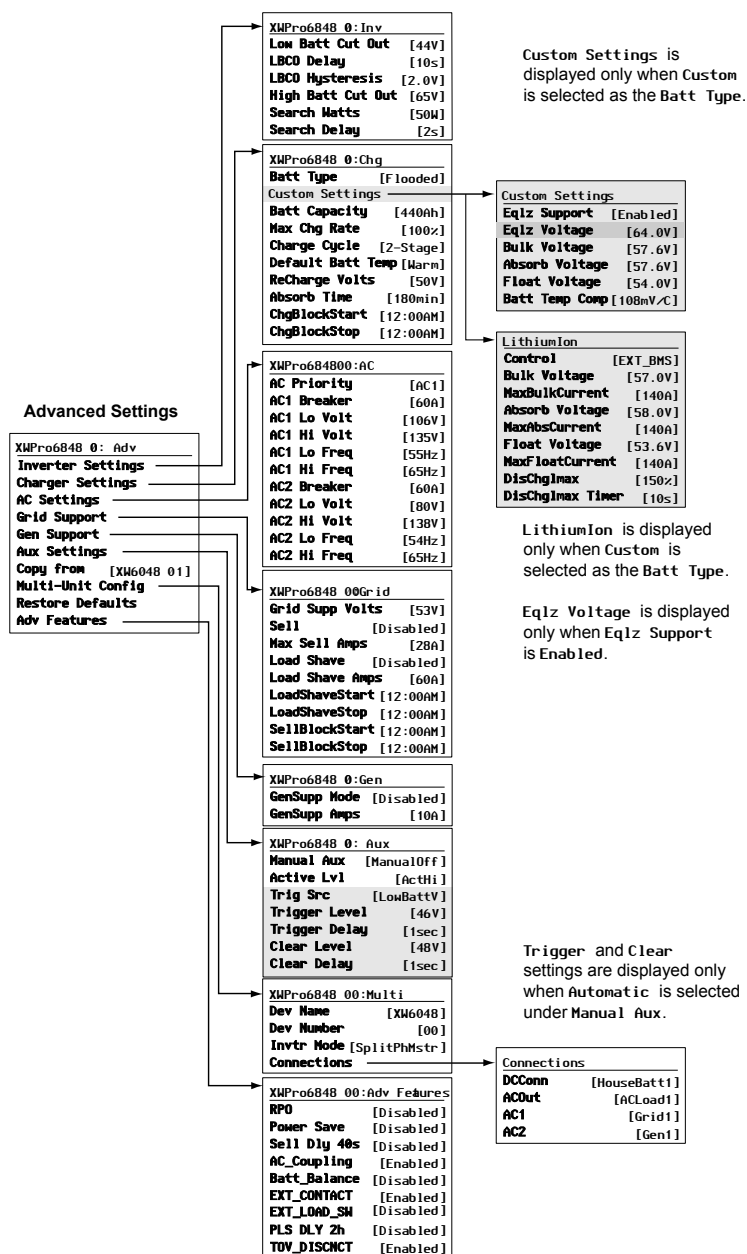 Advanced Settings
XWPro6848 0: Adv
Inverter Settings
Charger Settings
AC Settings
Grid Support
Gen Support
Aux Settings
Copy from [XW6048 01]
Multi-Unit Config
Restore Defaults
Adv Features
XWPro6848 0:Inv
Low Batt Cut Out [44V]
LBCO Delay [10s]
LBCO Hysteresis [2.0V]
High Batt Cut Out [65V]
Search Watts [50W]
Search Delay [2s]
XWPro6848 0:Chg
Batt Type [Flooded]
Custom Settings
Batt Capacity [440Ah]
Max Chg Rate [100%]
Charge Cycle [2-Stage]
Default Batt Temp [Warm]
ReCharge Volts [50V]
Absorb Time [180min]
ChgBlockStart [12:00AM]
ChgBlockStop [12:00AM]
XWPro684800:AC
AC Priority [AC1]
AC1 Breaker [60A]
AC1 Lo Volt [106V]
AC1 Hi Volt [135V]
AC1 Lo Freq [55Hz]
AC1 Hi Freq [65Hz]
AC2 Breaker [60A]
AC2 Lo Volt [80V]
AC2 Hi Volt [138V]
AC2 Lo Freq [54Hz]
AC2 Hi Freq [65Hz]
XWPro6848 00Grid
Grid Supp Volts [53V]
Sell [Disabled]
Max Sell Amps [28A]
Load Shave [Disabled]
Load Shave Amps [60A]
LoadShaveStart [12:00AM]
LoadShaveStop [12:00AM]
SellBlockStart [12:00AM]
SellBlockStop [12:00AM]
XWPro6848 0:Gen
GenSupp Mode [Disabled]
GenSupp Amps [10A]
XWPro6848 0: Aux
Manual Aux [ManualOff]
Active Lvl [ActHi]
Trig Src [LowBattV]
Trigger Level [46V]
Trigger Delay [1sec]
Clear Level [48V]
Clear Delay [1sec]
XWPro6848 00:Multi
Dev Name [XW6048]
Dev Number [00]
Invtr Mode [SplitPhMstr]
Connections
XWPro6848 00:Adv Features
RPO [Disabled]
Power Save [Disabled]
Sell Dly 40s [Disabled]
AC_Coupling [Enabled]
Batt_Balance [Disabled]
EXT_CONTACT [Enabled]
EXT_LOAD_SW [Disabled]
PLS DLY 2h [Disabled]
TOV_DISCNCT [Enabled]
Custom Settings is
displayed only when Custom
is selected as the Batt Type.
Custom Settings
Eqlz Support [Enabled]
Eqlz Voltage [64.0V]
Bulk Voltage [57.6V]
Absorb Voltage [57.6V]
Float Voltage [54.0V]
Batt Temp Comp [108mV/C]
LithiumIon
Control [EXT_BMS]
Bulk Voltage [57.0V]
MaxBulkCurrent [140A]
Absorb Voltage [58.0V]
MaxAbsCurrent [140A]
Float Voltage [53.6V]
MaxFloatCurrent [140A]
DisChgImax [150%]
DisChgImax Timer [10s]
LithiumIon is displayed
only when Custom is
selected as the Batt Type.
Eqlz Voltage is displayed
only when Eqlz Support
is Enabled.
Trigger and Clear
settings are displayed only
when Automatic is selected
under Manual Aux.
Connections
DCConn [HouseBatt1]
ACOut [ACLoad1]
AC1 [Grid1]
AC2 [Gen1]